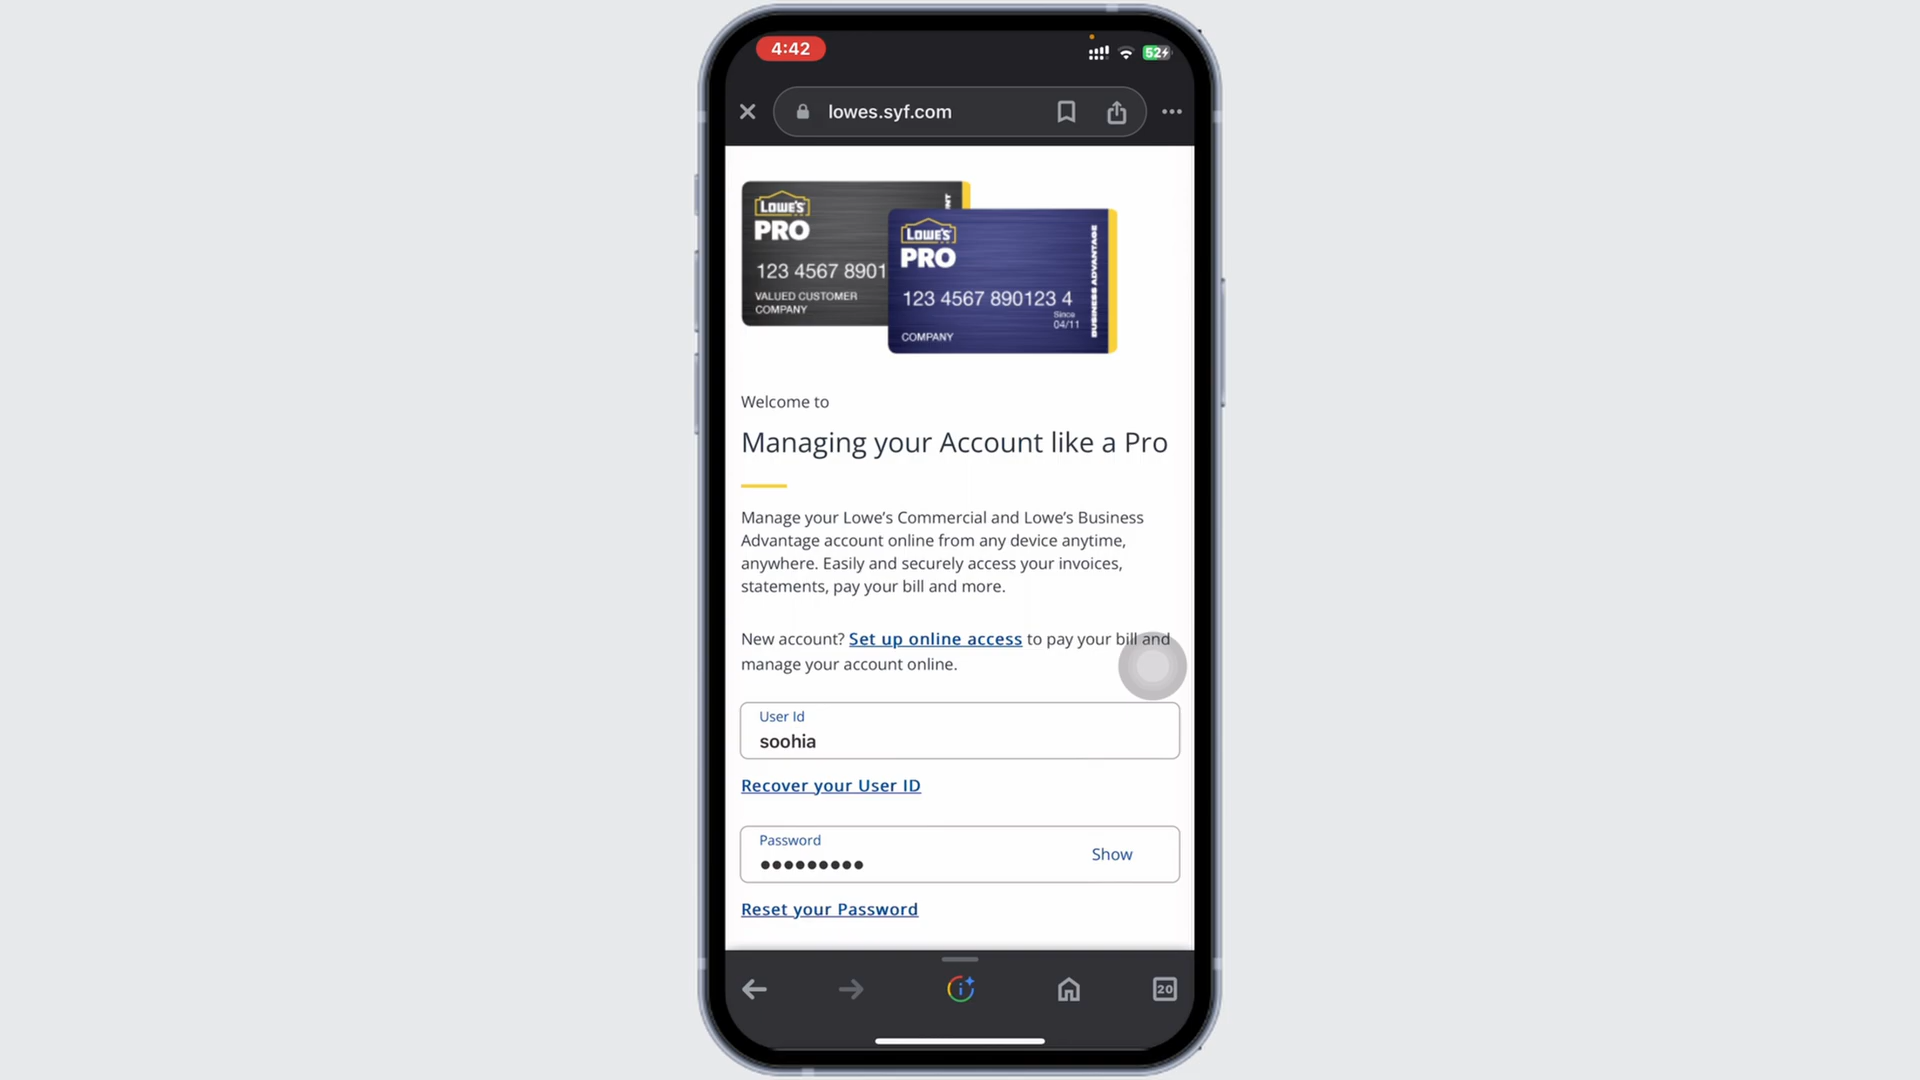 4:42
52
lowes.syf.com
LOWE'S
PRO
NT
123 4567 8901
VALUED CUSTOMER
COMPANY
LOWE'S
PRO
BUSINESS ADVANTAGE
123 4567 890123 4
Since
04/11
COMPANY
Welcome to
Managing your Account like a Pro
Manage your Lowe's Commercial and Lowe's Business
Advantage account online from any device anytime,
anywhere. Easily and securely access your invoices,
statements, pay your bill and more.
New account? Set up online access to pay your bill and
manage your account online.
User Id
soohia
Recover your User ID
Password
•••••••••
Show
Reset your Password
20